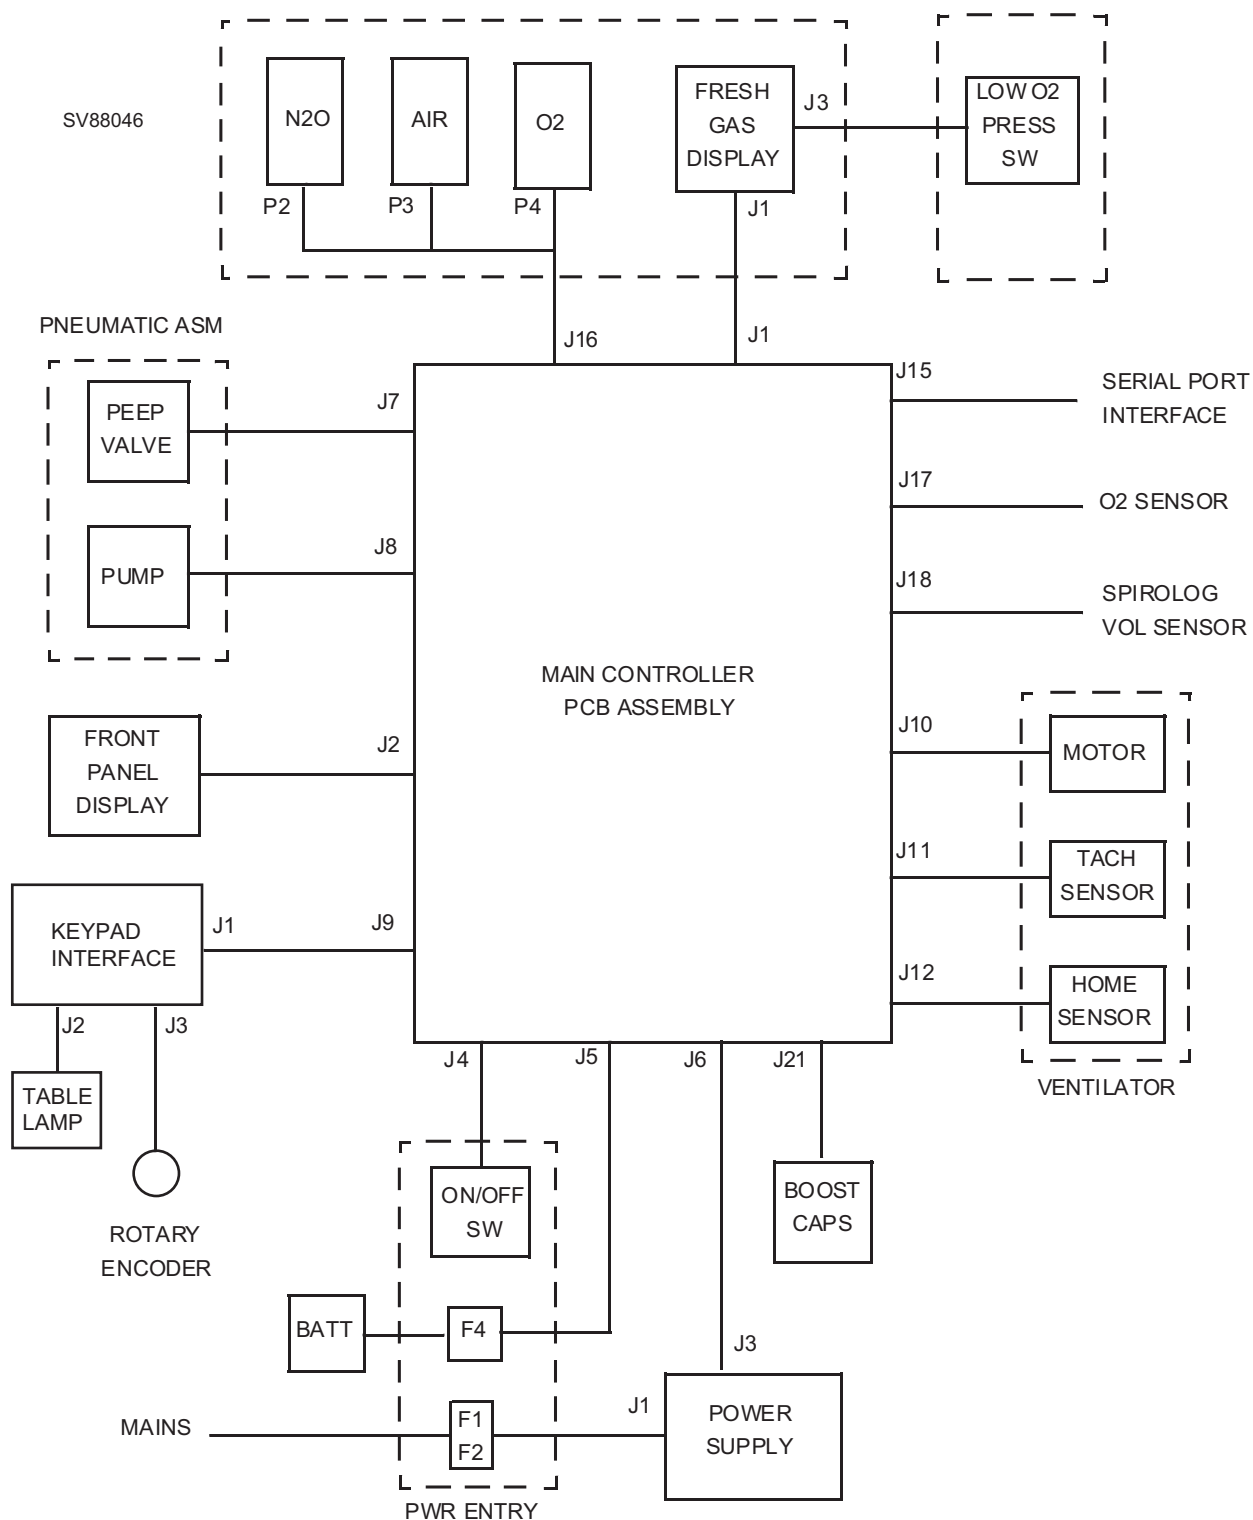 SV88046
N2O
AIR
O2
FRESH
GAS
DISPLAY
J3
LOW O2
PRESS
SW
P2
P3
P4
J1
PNEUMATIC ASM
J16
J1
PEEP
VALVE
J7
J15
SERIAL PORT
INTERFACE
J17
O2 SENSOR
PUMP
J8
J18
SPIROLOG
VOL SENSOR
MAIN CONTROLLER
PCB ASSEMBLY
FRONT
PANEL
DISPLAY
J2
J10
MOTOR
J11
TACH
SENSOR
KEYPAD
INTERFACE
J1
J9
J12
HOME
SENSOR
J2
J3
J4
J5
J6
J21
VENTILATOR
TABLE
LAMP
ROTARY
ENCODER
ON/OFF
SW
BOOST
CAPS
BATT
F4
J3
MAINS
F1
F2
J1
POWER
SUPPLY
PWR ENTRY